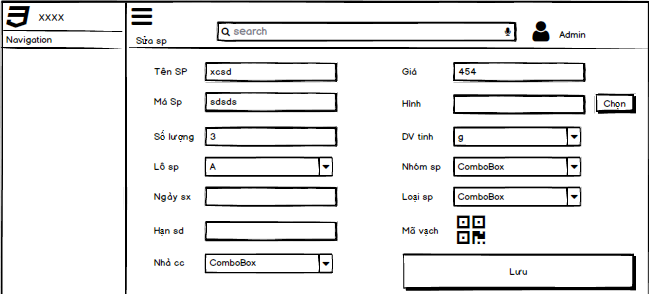 xxxx
Navigation
search
Admin
Sửa sp
Tên SP
xcsd
Giá
454
Mã Sp
sdsds
Hình
Chọn
Số lượng
3
DV tính
g
Lô sp
A
Nhóm sp
ComboBox
Ngày sx
Loại sp
ComboBox
Hạn sd
Mã vạch
Nhà cc
ComboBox
Lưu